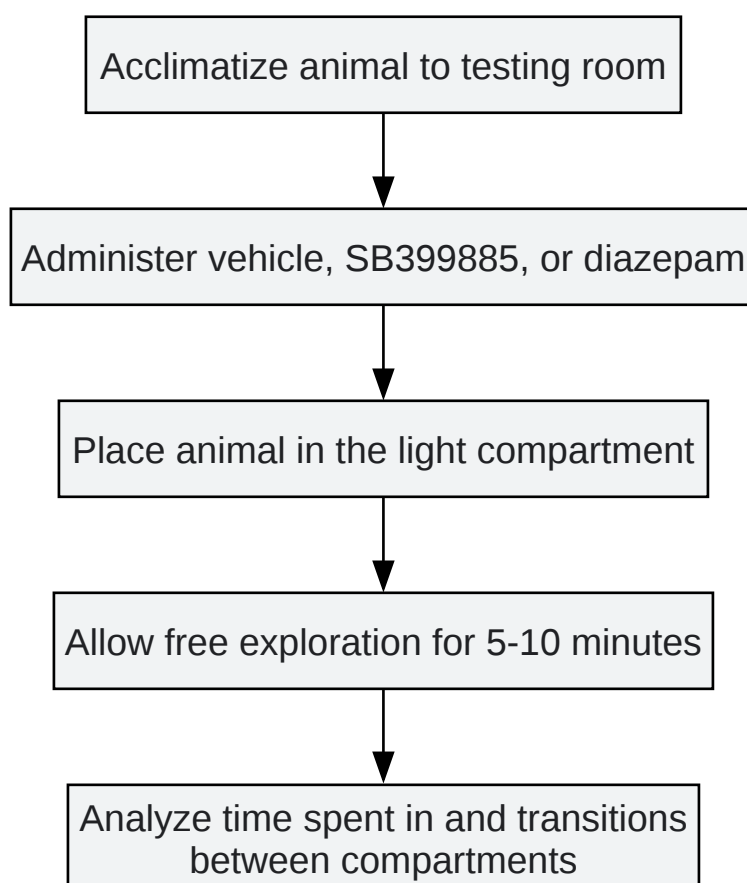 Acclimatize animal to testing room
Administer vehicle, SB399885, or diazepam
Place animal in the light compartment
Allow free exploration for 5-10 minutes
Analyze time spent in and transitions
between compartments